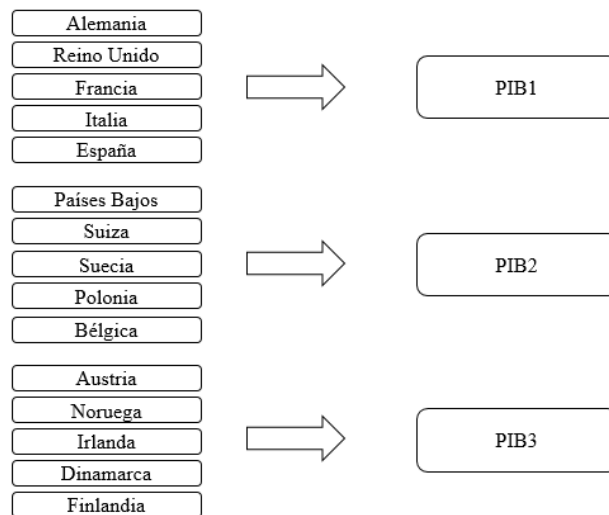 Alemania
Reino Unido
Francia
Italia
España
PIB1
Países Bajos
Suiza
Suecia
Polonia
Bélgica
PIB2
Austria
Noruega
Irlanda
Dinamarca
Finlandia
PIB3